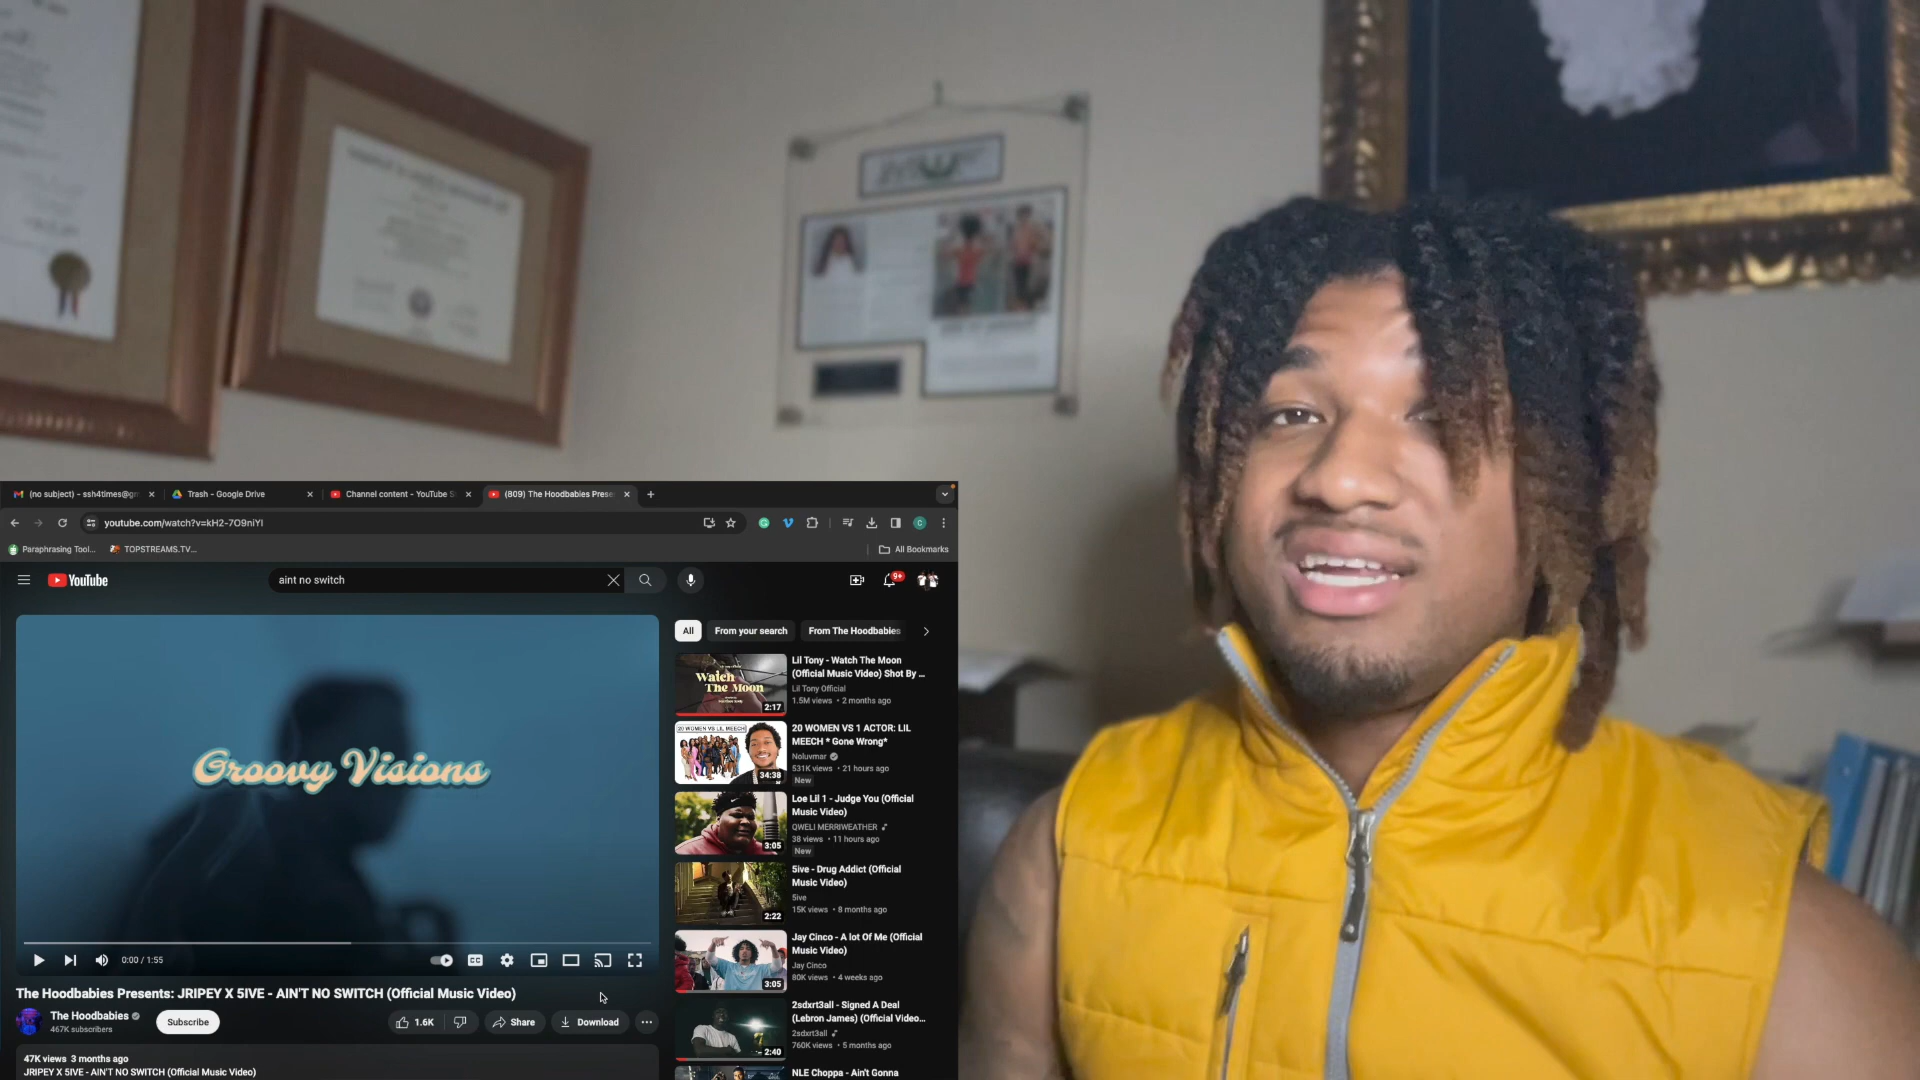 (no subject) - ssh4times@gm
Trash - Google Drive
Channel content - YouTube S
(809) The Hoodbabies Prese
youtube.com/watch?v=kH2-7O9niYI
Paraphrasing Tool...
TOPSTREAMS.TV...
All Bookmarks
YouTube
aint no switch
9+
Groovy Visions
0:00 / 1:55
The Hoodbabies Presents: JRIPEY X 5IVE - AIN'T NO SWITCH (Official Music Video)
The Hoodbabies
467K subscribers
Subscribe
1.6K
Share
Download
47K views 3 months ago
JRIPEY X 5IVE - AIN'T NO SWITCH (Official Music Video)
All
From your search
From The Hoodbabies
Watch
The Moon
2:17
Lil Tony - Watch The Moon
(Official Music Video) Shot By ...
Lil Tony Official
1.5M views • 2 months ago
20 WOMEN VS LIL MEECH
34:38
20 WOMEN VS 1 ACTOR: LIL
MEECH * Gone Wrong*
Noluvmar
531K views • 21 hours ago
New
3:05
Loe Lil 1 - Judge You (Official
Music Video)
QWELI MERRIWEATHER
38 views • 11 hours ago
New
2:22
5ive - Drug Addict (Official
Music Video)
5ive
15K views • 8 months ago
3:05
Jay Cinco - A lot Of Me (Official
Music Video)
Jay Cinco
80K views • 4 weeks ago
2:40
2sdxrt3all - Signed A Deal
(Lebron James) (Official Video...
2sdxrt3all
760K views • 5 months ago
NLE Choppa - Ain't Gonna